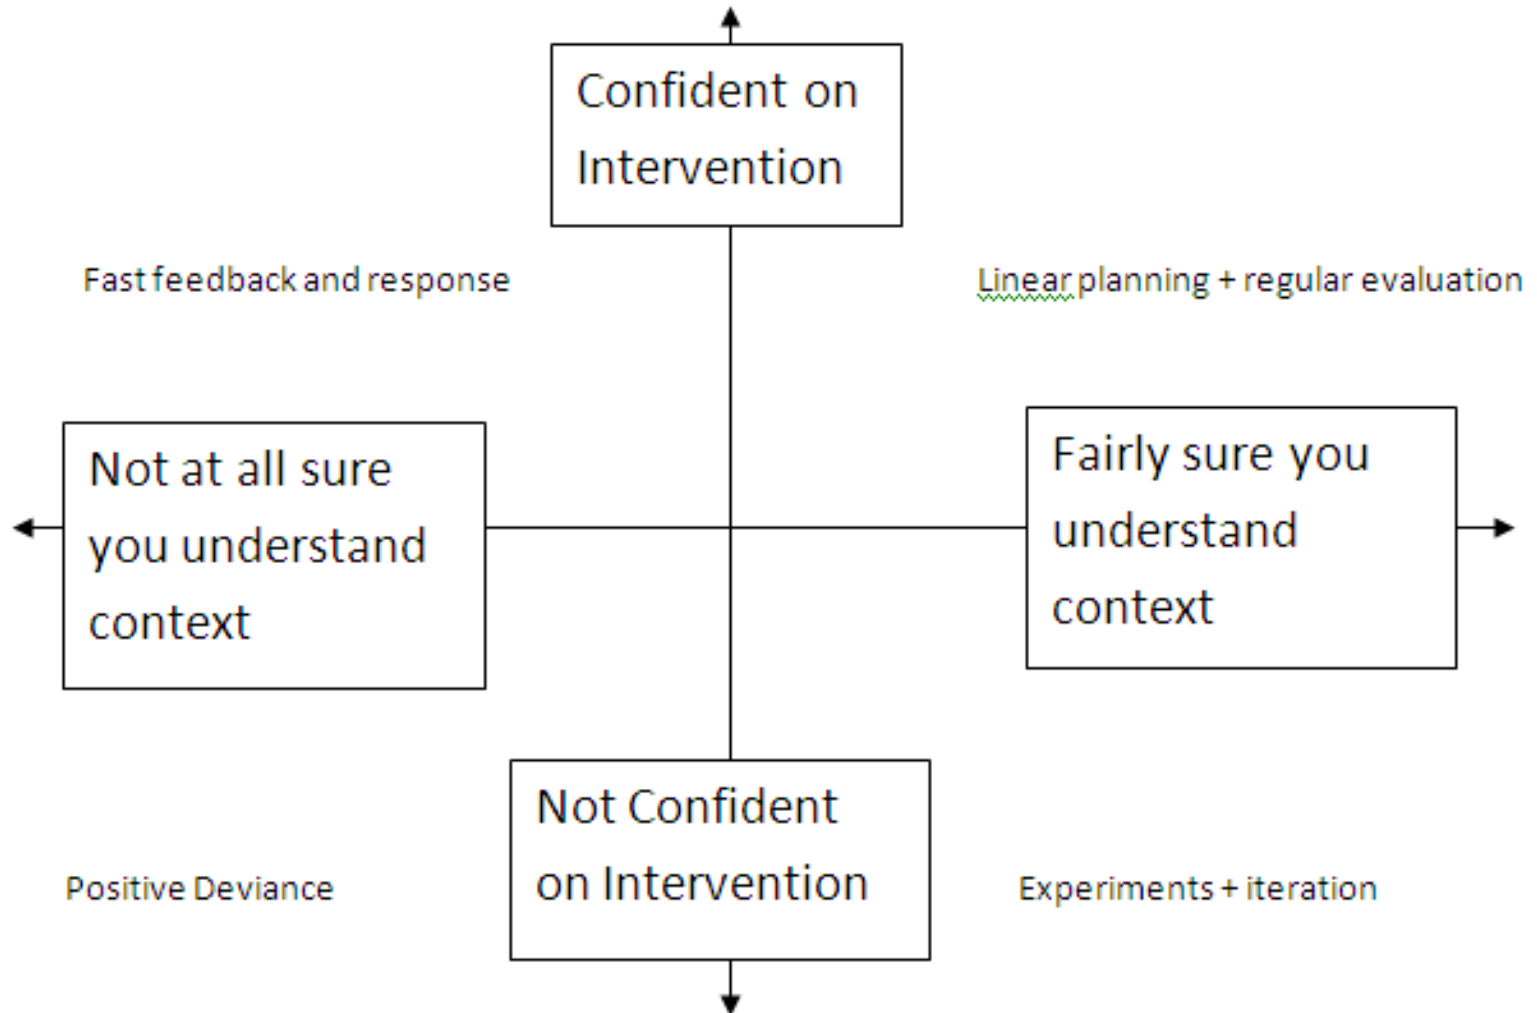 Confident on
Intervention
Fast feedback and response
Linear planning + regular evaluation
Not at all sure
you understand
context
Fairly sure you
understand
context
Not Confident
on Intervention
Positive Deviance
Experiments + iteration